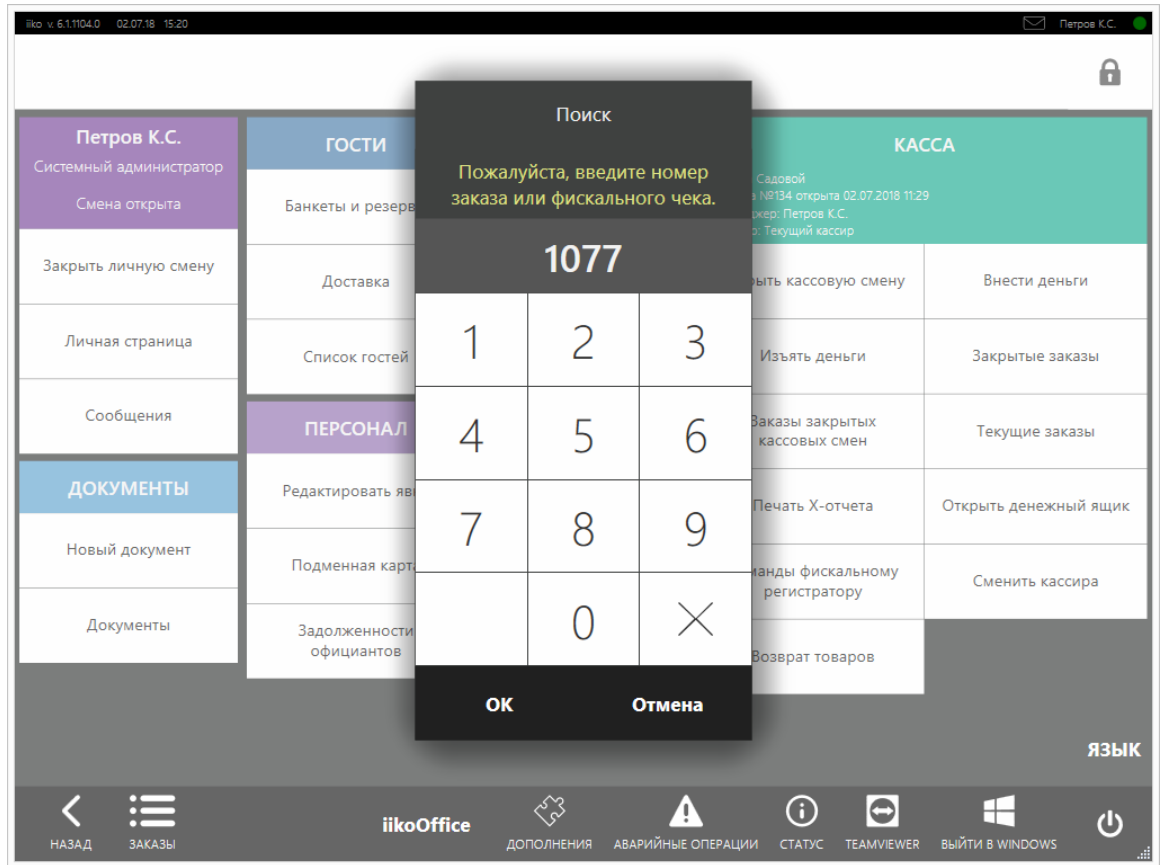 iiko v. 6.1.1104.0 02.07.18 15:20 Петров К.С.
Поиск
Пожалуйста, введите номер
заказа или фискального чека.
1077
1 2 3
4 5 6
7 8 9
0
ОК Отмена
Петров К.С.
Системный администратор
Смена открыта
Закрыть личную смену
Личная страница
Сообщения
ДОКУМЕНТЫ
Новый документ
Документы
ГОСТИ
Банкеты и резерв
Доставка
Список гостей
ПЕРСОНАЛ
Редактировать яв
Подменная карт
Задолженности
официантов
КАССА
Садовой
№134 открыта 02.07.2018 11:29
Петров К.С.
Текущий кассир
кассовую смену
Внести деньги
Изъять деньги
Закрытые заказы
Заказы закрытых
кассовых смен
Текущие заказы
Печать X-отчета
Открыть денежный ящик
фискальному
регистратору
Сменить кассира
Возврат товаров
ЯЗЫК
НАЗАД ЗАКАЗЫ iikoOffice ДОПОЛНЕНИЯ АВАРИЙНЫЕ ОПЕРАЦИИ СТАТУС TEAMVIEWER ВЫЙТИ В WINDOWS